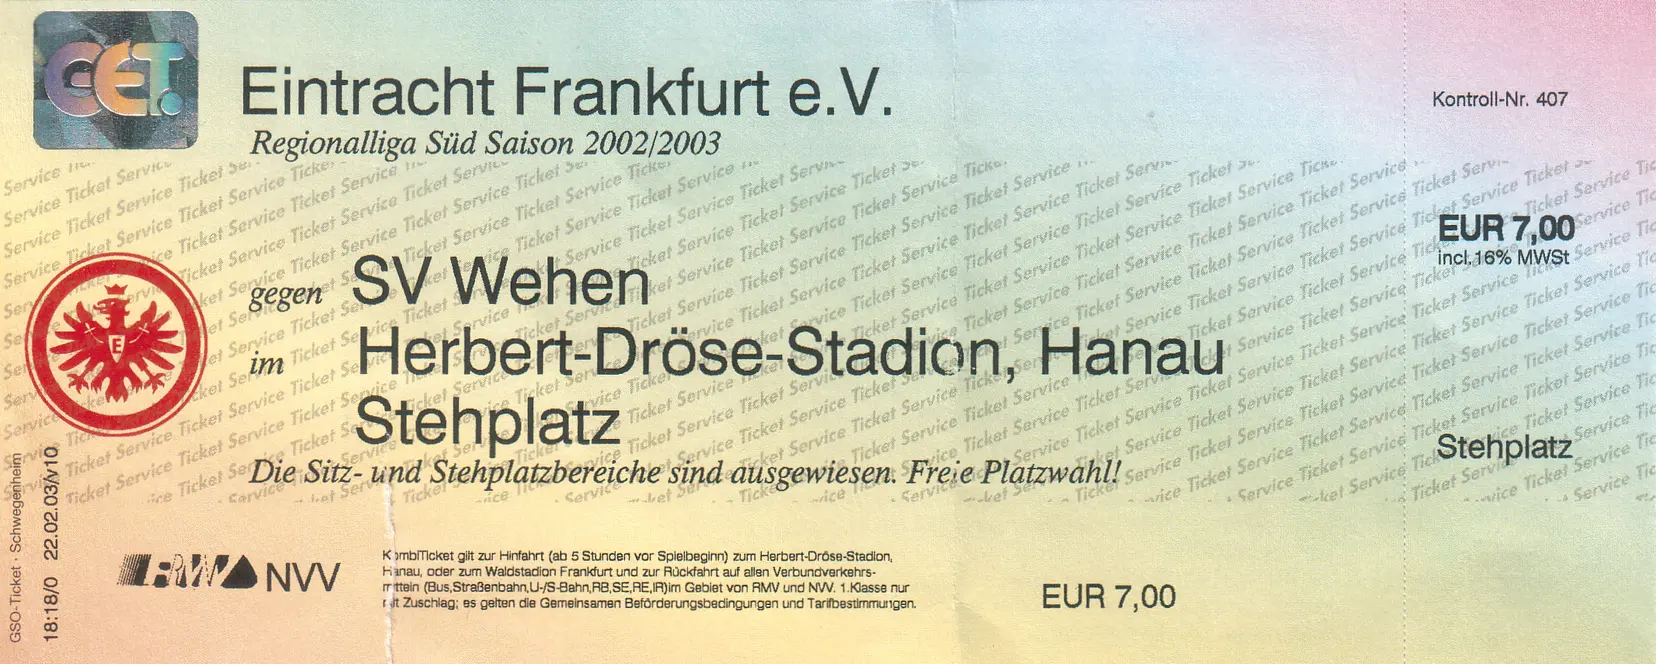 CET.
Eintracht Frankfurt e.V.
Regionalliga Süd Saison 2002/2003
Kontroll-Nr. 407
EUR 7,00
incl.16% MWSt
gegen SV Wehen
im Herbert-Dröse-Stadion, Hanau
Stehplatz
Stehplatz
Die Sitz- und Stehplatzbereiche sind ausgewiesen. Freie Platzwahl!
E
GSO-Ticket · Schwegenheim
18:18/0 22.02.03/v10
RMV NVV
KombiTicket gilt zur Hinfahrt (ab 5 Stunden vor Spielbeginn) zum Herbert-Dröse-Stadion,
Hanau, oder zum Waldstadion Frankfurt und zur Rückfahrt auf allen Verbundverkehrs-
mitteln (Bus,Straßenbahn,U-/S-Bahn,RB,SE,RE,IR)im Gebiet von RMV und NVV. 1.Klasse nur
mit Zuschlag; es gelten die Gemeinsamen Beförderungsbedingungen und Tarifbestimmungen.
EUR 7,00
Ticket Service